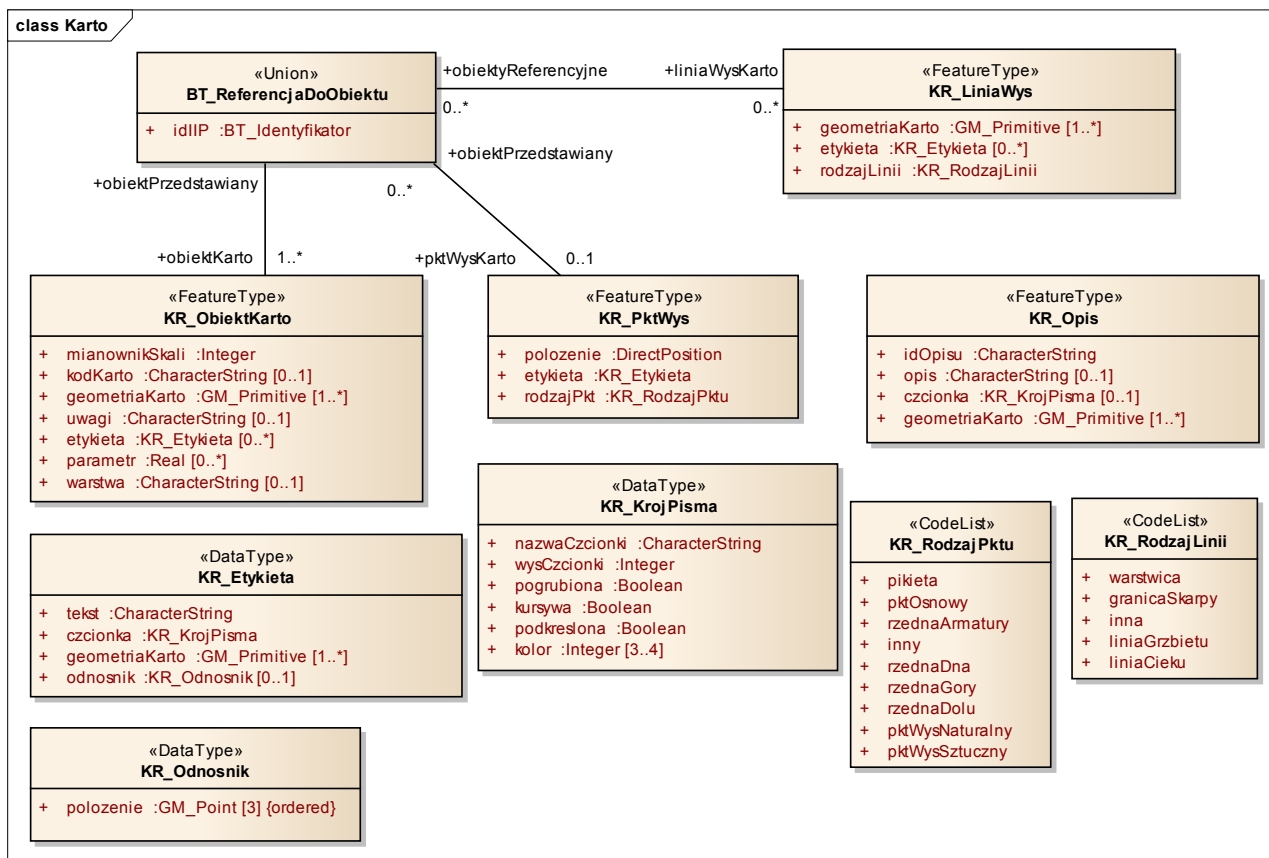 class Karto
«Union»
BT_ReferencjaDoObiektu
+ idIIP :BT_Identyfikator
+obiektyReferencyjne
0..*
+liniaWysKarto
0..*
«FeatureType»
KR_LiniaWys
+ geometriaKarto :GM_Primitive [1..*]
+ etykieta :KR_Etykieta [0..*]
+ rodzajLinii :KR_RodzajLinii
+obiektPrzedstawiany
+obiektPrzedstawiany
0..*
+obiektKarto
1..*
+pktWysKarto
0..1
«FeatureType»
KR_ObiektKarto
+ mianownikSkali :Integer
+ kodKarto :CharacterString [0..1]
+ geometriaKarto :GM_Primitive [1..*]
+ uwagi :CharacterString [0..1]
+ etykieta :KR_Etykieta [0..*]
+ parametr :Real [0..*]
+ warstwa :CharacterString [0..1]
«FeatureType»
KR_PktWys
+ polozenie :DirectPosition
+ etykieta :KR_Etykieta
+ rodzajPkt :KR_RodzajPktu
«FeatureType»
KR_Opis
+ idOpisu :CharacterString
+ opis :CharacterString [0..1]
+ czcionka :KR_KrojPisma [0..1]
+ geometriaKarto :GM_Primitive [1..*]
«DataType»
KR_Etykieta
+ tekst :CharacterString
+ czcionka :KR_KrojPisma
+ geometriaKarto :GM_Primitive [1..*]
+ odnosnik :KR_Odnosnik [0..1]
«DataType»
KR_KrojPisma
+ nazwaCzcionki :CharacterString
+ wysCzcionki :Integer
+ pogrubiona :Boolean
+ kursywa :Boolean
+ podkreslona :Boolean
+ kolor :Integer [3..4]
«CodeList»
KR_RodzajPktu
+ pikieta
+ pktOsnowy
+ rzednaArmatury
+ inny
+ rzednaDna
+ rzednaGory
+ rzednaDolu
+ pktWysNaturalny
+ pktWysSztuczny
«CodeList»
KR_RodzajLinii
+ warstwica
+ granicaSkarpy
+ inna
+ liniaGrzbietu
+ liniaCieku
«DataType»
KR_Odnosnik
+ polozenie :GM_Point [3] {ordered}